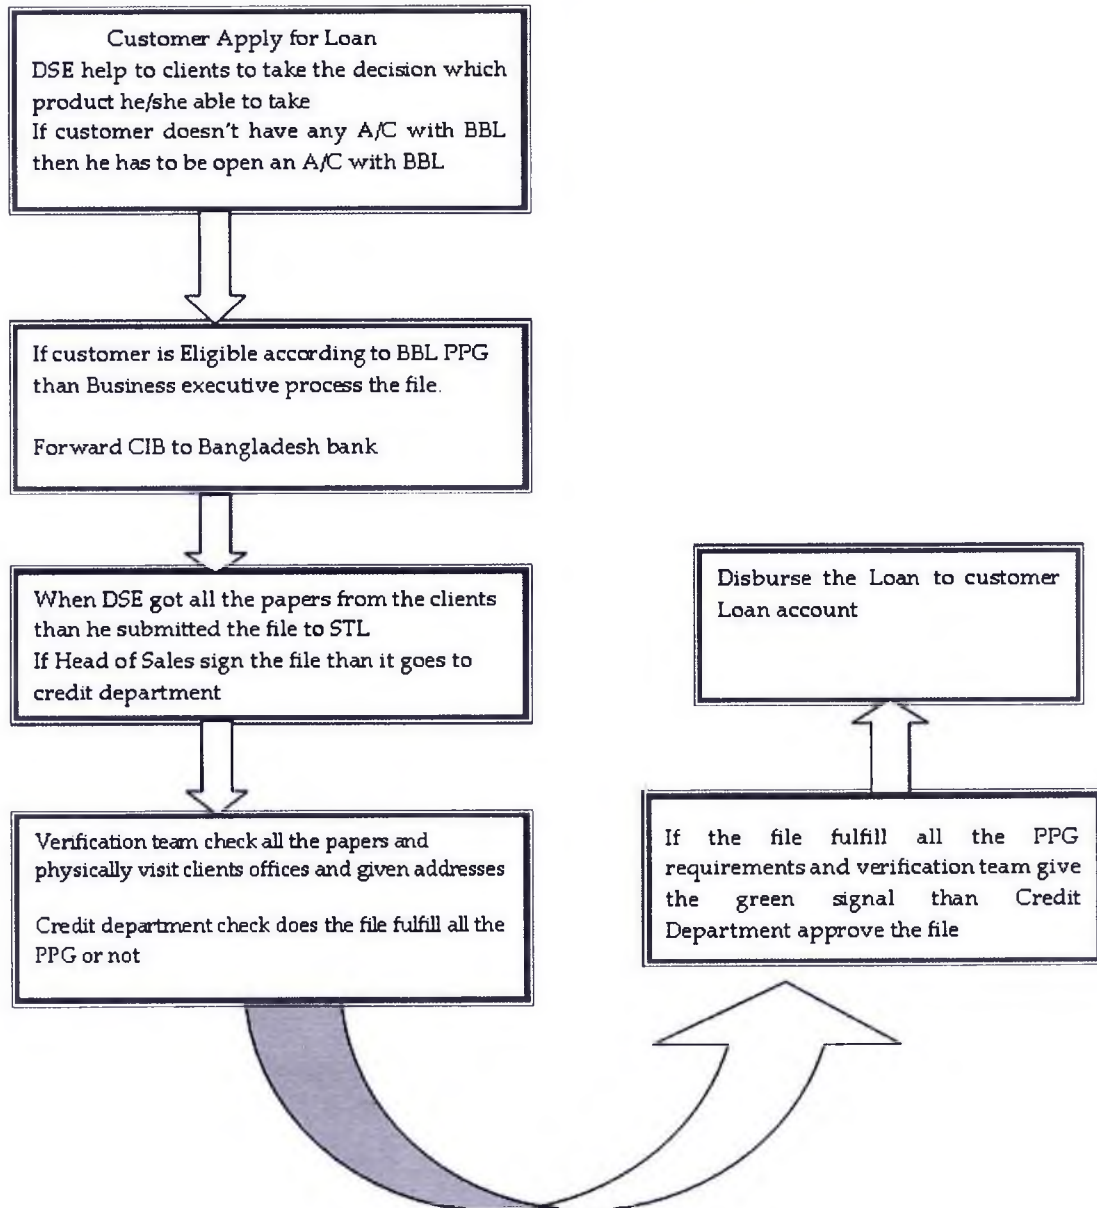 Customer Apply for Loan
DSE help to clients to take the decision which
product he/she able to take
If customer doesn't have any A/C with BBL
then he has to be open an A/C with BBL
If customer is Eligible according to BBL PPG
than Business executive process the file.
Forward CIB to Bangladesh bank
When DSE got all the papers from the clients
than he submitted the file to STL
If Head of Sales sign the file than it goes to
credit department
Verification team check all the papers and
physically visit clients offices and given addresses
Credit department check does the file fulfill all the
PPG or not
If the file fulfill all the PPG
requirements and verification team give
the green signal than Credit
Department approve the file
Disburse the Loan to customer
Loan account